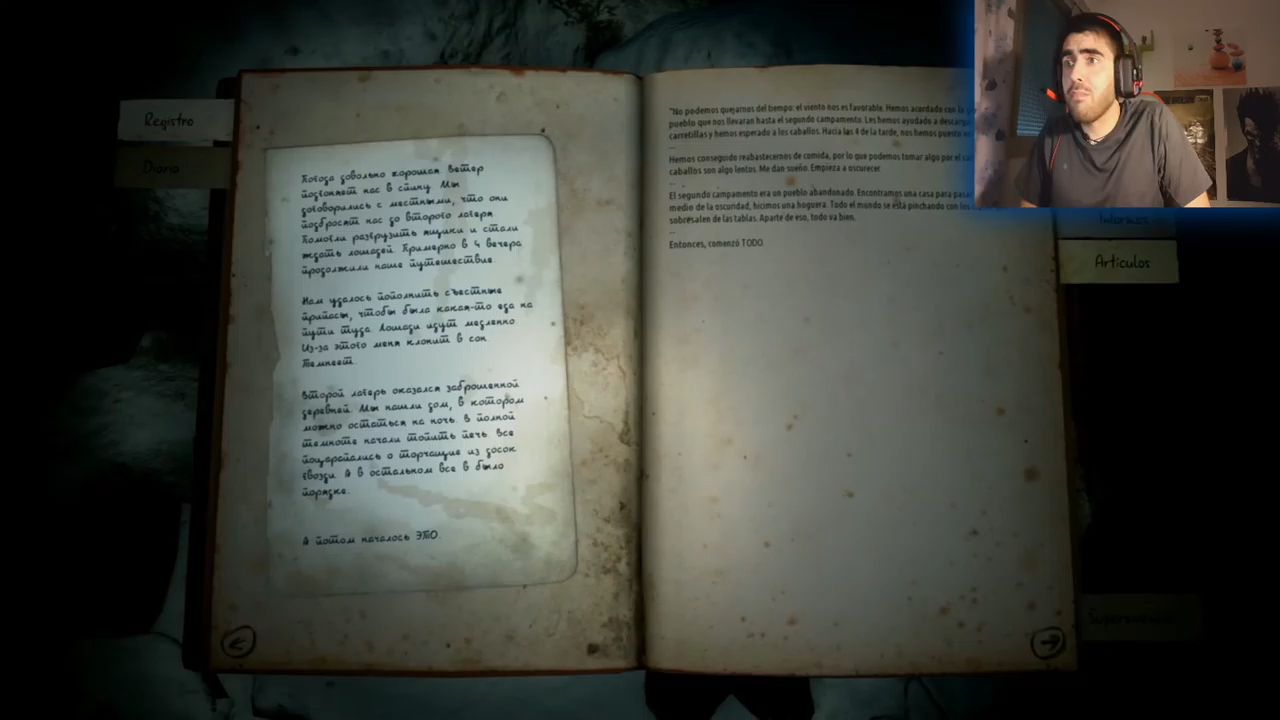 Registro
Diario
Погода довольно хорошая ветер
подгоняет нас в спину. Мы
договорились с местными, что они
подбросят нас до второго лагеря
Помогли разгрузить ящики и стали
ждать лошадей. Примерно в 4 вечера
продолжили наше путешествие.
Нам удалось пополнить съестные
припасы, чтобы была какая-то еда на
пути туда. Лошади идут медленно
Из-за этого меня клонит в сон.
Темнеет.
Второй лагерь оказался заброшенной
деревней. Мы нашли дом, в котором
можно остаться на ночь. В полной
темноте начали топить печь. Все
поцарапались о торчащие из досок
гвозди. А в остальном все в было
порядке.
А потом началось ЭТО.
"No podemos quejarnos del tiempo: el viento nos es favorable. Hemos acordado con
pueblo que nos llevaran hasta el segundo campamento. Les hemos ayudado a
carretillas y hemos esperado a los caballos. Hacia las 4 de la tarde, nos hemos puesto
...
Hemos conseguido reabastecernos de comida, por lo que podemos tomar algo por el
caballos son algo lentos. Me dan sueño. Empieza a oscurecer.
...
El segundo campamento era un pueblo abandonado. Encontramos una casa para
medio de la oscuridad, hicimos una hoguera. Todo el mundo se está pinchando con los
sobresalen de las tablas. Aparte de eso, todo va bien.
...
Entonces, comenzó TODO.
Informes
Artículos